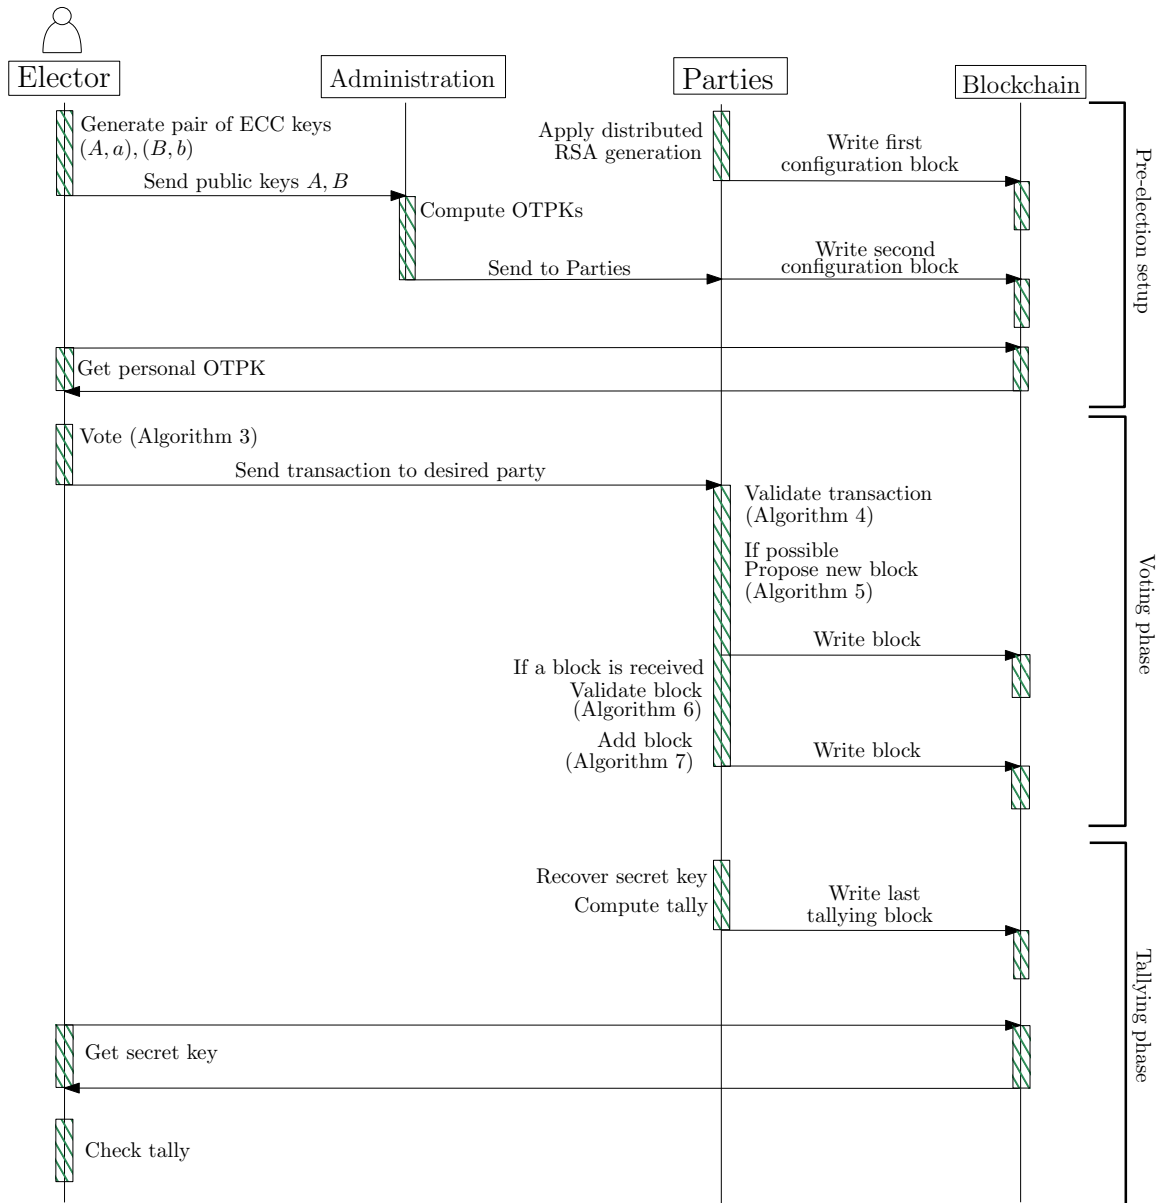 Elector
Administration
Parties
Blockchain
Generate pair of ECC keys
(A, a), (B, b)
Apply distributed
RSA generation
Write first
configuration block
Send public keys A, B
Compute OTPKs
Write second
configuration block
Send to Parties
Get personal OTPK
Pre-election setup
Vote (Algorithm 3)
Send transaction to desired party
Validate transaction
(Algorithm 4)
If possible
Propose new block
(Algorithm 5)
Write block
If a block is received
Validate block
(Algorithm 6)
Add block
(Algorithm 7)
Write block
Voting phase
Recover secret key
Compute tally
Write last
tallying block
Get secret key
Check tally
Tallying phase